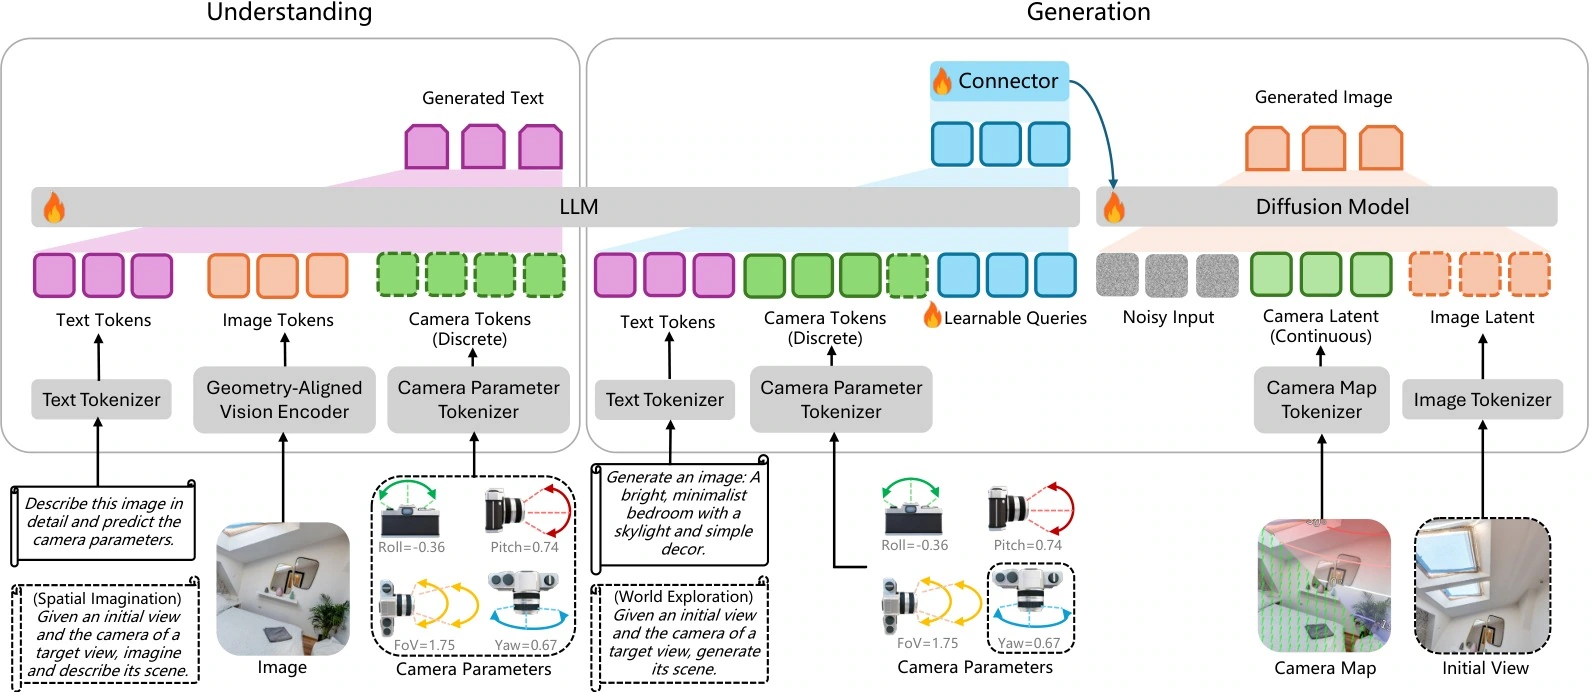 Understanding
Generation
Generated Text
Connector
Generated Image
LLM
Diffusion Model
Text Tokens
Image Tokens
Camera Tokens
(Discrete)
Text Tokens
Camera Tokens
(Discrete)
Learnable Queries
Noisy Input
Camera Latent
(Continuous)
Image Latent
Text Tokenizer
Geometry-Aligned
Vision Encoder
Camera Parameter
Tokenizer
Text Tokenizer
Camera Parameter
Tokenizer
Camera Map
Tokenizer
Image Tokenizer
Describe this image in
detail and predict the
camera parameters.
(Spatial Imagination)
Given an initial view
and the camera of a
target view, imagine
and describe its scene.
Image
Roll=-0.36
Pitch=0.74
FoV=1.75
Yaw=0.67
Camera Parameters
Generate an image: A
bright, minimalist
bedroom with a
skylight and simple
decor.
(World Exploration)
Given an initial view
and the camera of a
target view, generate
its scene.
Roll=-0.36
Pitch=0.74
FoV=1.75
Yaw=0.67
Camera Parameters
Camera Map
Initial View